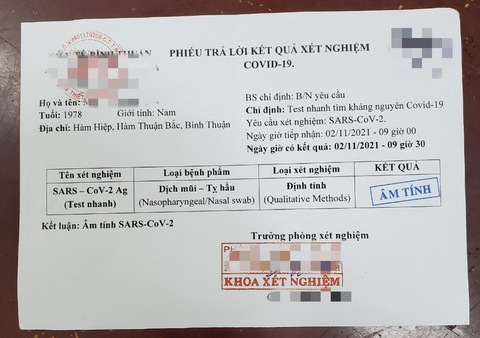 TẾ BÌNH THUẬN
PHIẾU TRẢ LỜI KẾT QUẢ XÉT NGHIỆM
COVID-19.
Họ và tên:
Tuổi: 1978 Giới tính: Nam
Địa chỉ: Hàm Hiệp, Hàm Thuận Bắc, Bình Thuận
BS chỉ định: B/N yêu cầu
Chỉ định: Test nhanh tìm kháng nguyên Covid-19
Yêu cầu xét nghiệm: SARS-CoV-2.
Ngày giờ tiếp nhận: 02/11/2021 - 09 giờ 00
Ngày giờ có kết quả: 02/11/2021 - 09 giờ 30
Tên xét nghiệm Loại bệnh phẩm Loại xét nghiệm KẾT QUẢ
SARS – CoV-2 Ag Dịch mũi – Tỵ hầu Định tính ÂM TÍNH
(Test nhanh) (Nasopharyngeal/Nasal swab) (Qualitative Methods)
Kết luận: Âm tính SARS-CoV-2
Trưởng phòng xét nghiệm
KHOA XÉT NGHIỆM